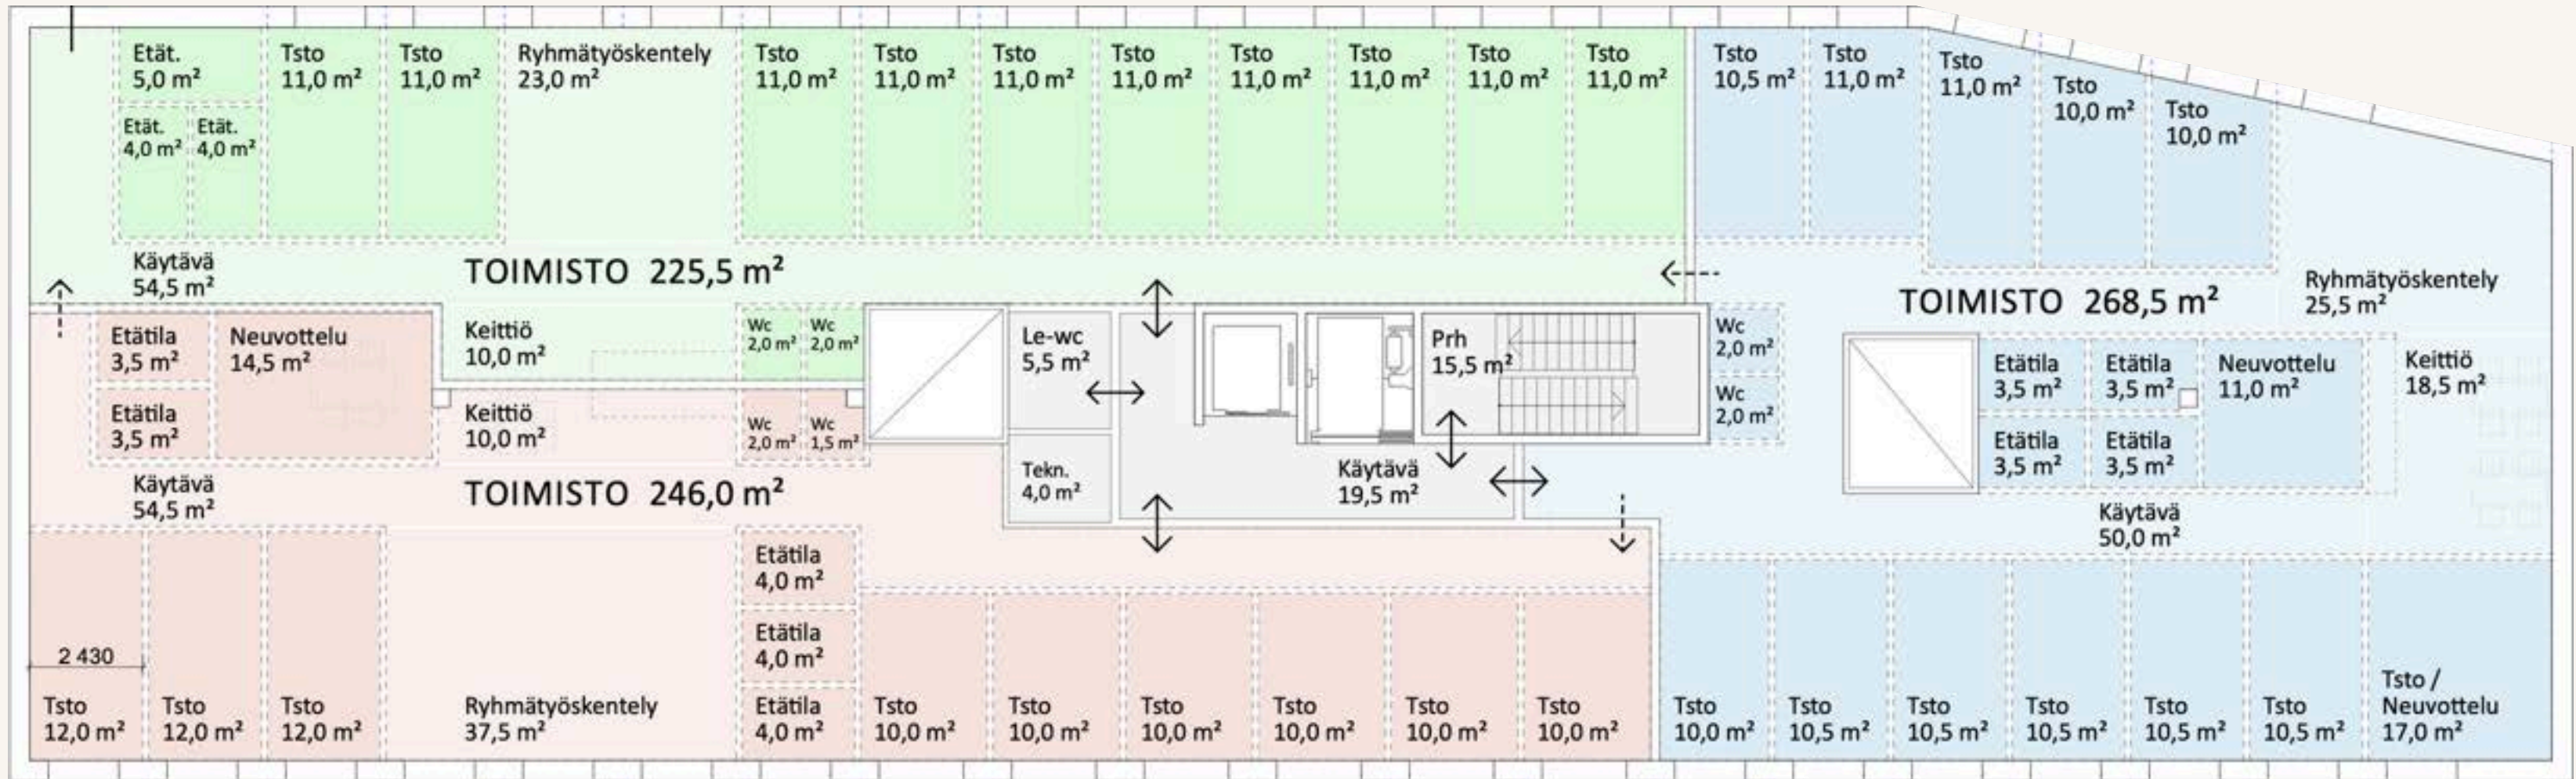 Etät.
5,0 m²
Tsto
11,0 m²
Tsto
11,0 m²
Ryhmätyöskentely
23,0 m²
Tsto
11,0 m²
Tsto
11,0 m²
Tsto
11,0 m²
Tsto
11,0 m²
Tsto
11,0 m²
Tsto
11,0 m²
Tsto
11,0 m²
Tsto
11,0 m²
Tsto
10,5 m²
Tsto
11,0 m²
Tsto
11,0 m²
Tsto
10,0 m²
Tsto
10,0 m²
Etät.
4,0 m²
Etät.
4,0 m²
Käytävä
54,5 m²
TOIMISTO 225,5 m²
TOIMISTO 268,5 m²
Ryhmätyöskentely
25,5 m²
Etätila
3,5 m²
Neuvottelu
14,5 m²
Keittiö
10,0 m²
Wc
2,0 m²
Wc
2,0 m²
Le-wc
5,5 m²
Prh
15,5 m²
Wc
2,0 m²
Etätila
3,5 m²
Etätila
3,5 m²
Neuvottelu
11,0 m²
Keittiö
18,5 m²
Etätila
3,5 m²
Keittiö
10,0 m²
Wc
2,0 m²
Wc
1,5 m²
Wc
2,0 m²
Etätila
3,5 m²
Etätila
3,5 m²
Käytävä
54,5 m²
TOIMISTO 246,0 m²
Tekn.
4,0 m²
Käytävä
19,5 m²
Käytävä
50,0 m²
Etätila
4,0 m²
Etätila
4,0 m²
2 430
Tsto
12,0 m²
Tsto
12,0 m²
Tsto
12,0 m²
Ryhmätyöskentely
37,5 m²
Etätila
4,0 m²
Tsto
10,0 m²
Tsto
10,0 m²
Tsto
10,0 m²
Tsto
10,0 m²
Tsto
10,0 m²
Tsto
10,0 m²
Tsto
10,0 m²
Tsto
10,5 m²
Tsto
10,5 m²
Tsto
10,5 m²
Tsto
10,5 m²
Tsto
10,5 m²
Tsto /
Neuvottelu
17,0 m²